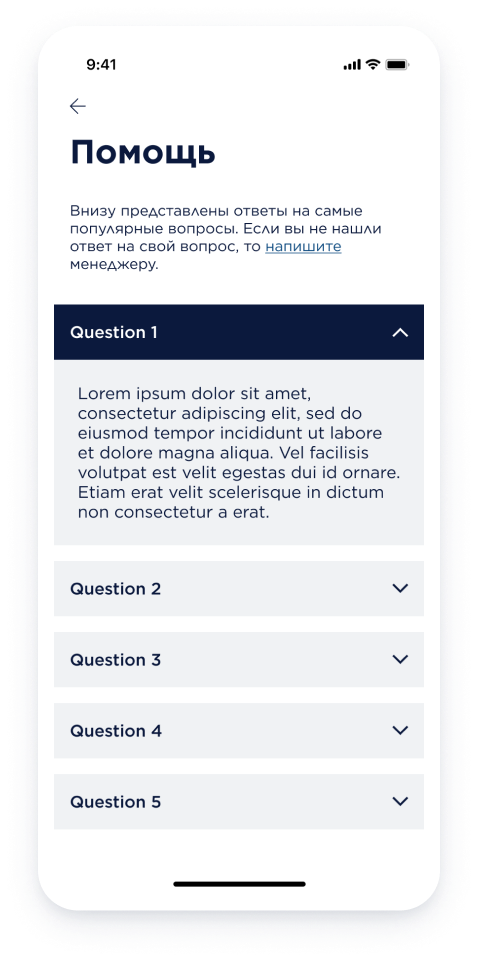 9:41
Помощь
Внизу представлены ответы на самые
популярные вопросы. Если вы не нашли
ответ на свой вопрос, то напишите
менеджеру.
Question 1
Lorem ipsum dolor sit amet,
consectetur adipiscing elit, sed do
eiusmod tempor incididunt ut labore
et dolore magna aliqua. Vel facilisis
volutpat est velit egestas dui id ornare.
Etiam erat velit scelerisque in dictum
non consectetur a erat.
Question 2
Question 3
Question 4
Question 5